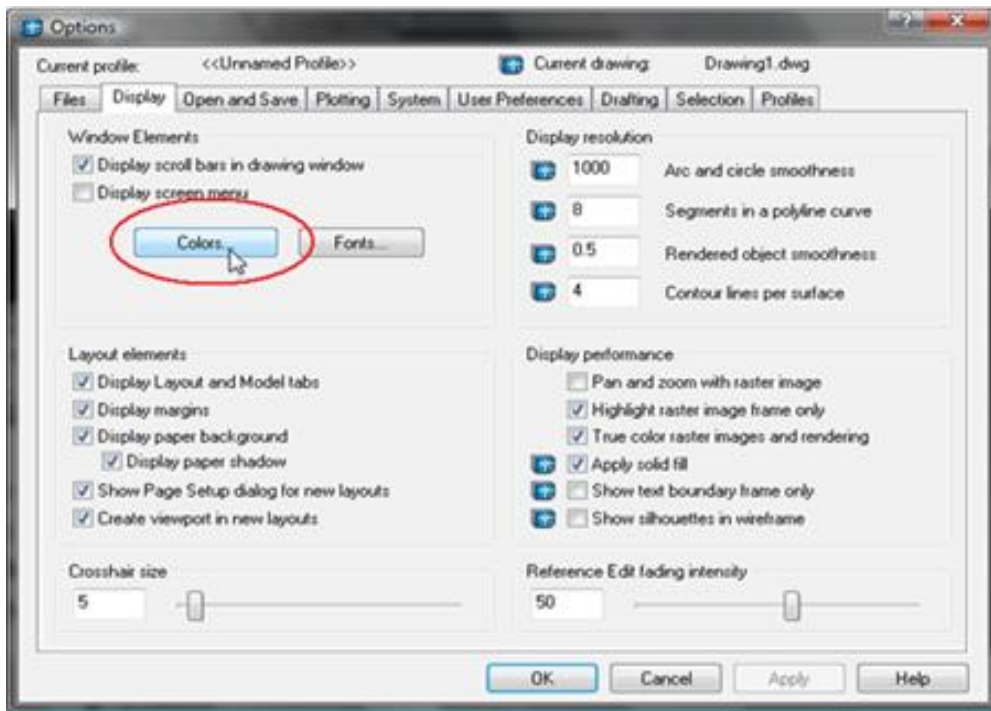 Options
Current profile: <<Unnamed Profile>> Current drawing: Drawing1.dwg
Files Display Open and Save Plotting System User Preferences Drafting Selection Profiles
Window Elements
Display scroll bars in drawing window
Display screen menu
Colors... Fonts...
Display resolution
1000 Arc and circle smoothness
8 Segments in a polyline curve
0.5 Rendered object smoothness
4 Contour lines per surface
Layout elements
Display Layout and Model tabs
Display margins
Display paper background
Display paper shadow
Show Page Setup dialog for new layouts
Create viewport in new layouts
Display performance
Pan and zoom with raster image
Highlight raster image frame only
True color raster images and rendering
Apply solid fill
Show text boundary frame only
Show silhouettes in wireframe
Crosshair size
5
Reference Edit fading intensity
50
OK Cancel Apply Help